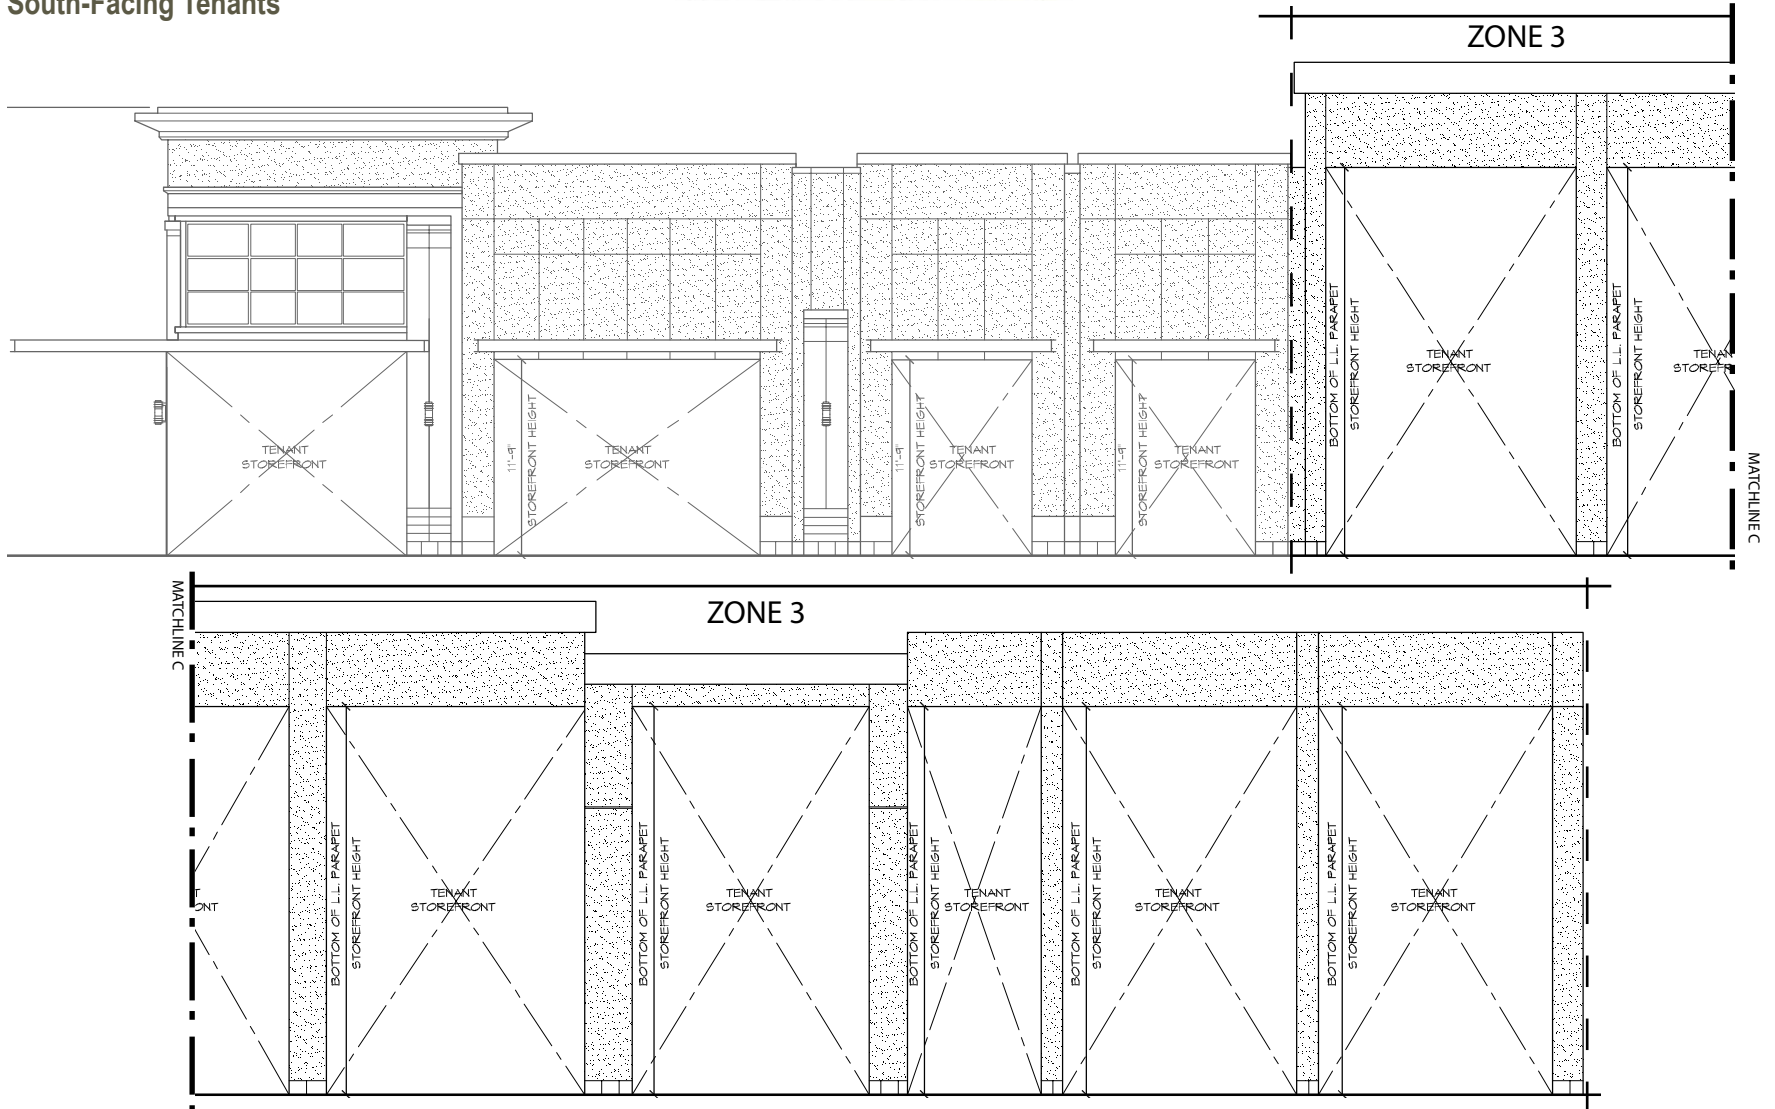 South-Facing Tenants
ZONE 3
TENANT
STOREFRONT
11'-9"
STOREFRONT HEIGHT
TENANT
STOREFRONT
11'-9"
STOREFRONT HEIGHT
TENANT
STOREFRONT
11'-9"
STOREFRONT HEIGHT
TENANT
STOREFRONT
BOTTOM OF L.L. PARAPET
STOREFRONT HEIGHT
TENANT
STOREFRONT
BOTTOM OF L.L. PARAPET
STOREFRONT HEIGHT
TENAN
STOREFR
MATCHLINE C
MATCHLINE C
ZONE 3
T
ONT
BOTTOM OF L.L. PARAPET
STOREFRONT HEIGHT
TENANT
STOREFRONT
BOTTOM OF L.L. PARAPET
STOREFRONT HEIGHT
TENANT
STOREFRONT
BOTTOM OF L.L. PARAPET
STOREFRONT HEIGHT
TENANT
STOREFRONT
BOTTOM OF L.L. PARAPET
STOREFRONT HEIGHT
TENANT
STOREFRONT
BOTTOM OF L.L. PARAPET
STOREFRONT HEIGHT
TENANT
STOREFRONT